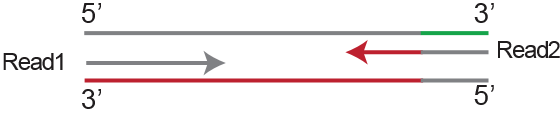 5’ 3’
Read1
Read2
3’ 5’